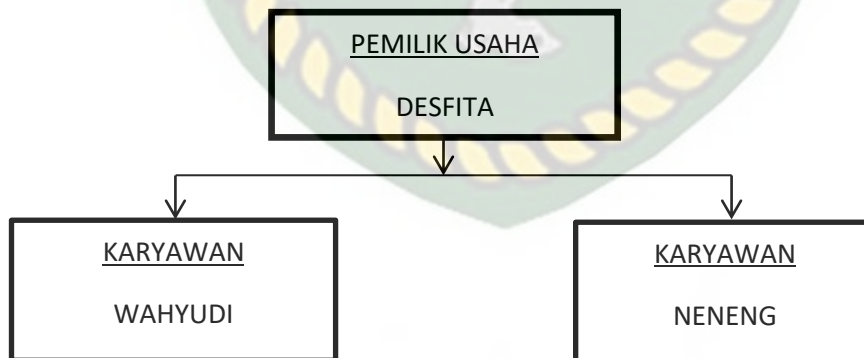 PEMILIK USAHA
DESFITA
KARYAWAN
WAHYUDI
KARYAWAN
NENENG